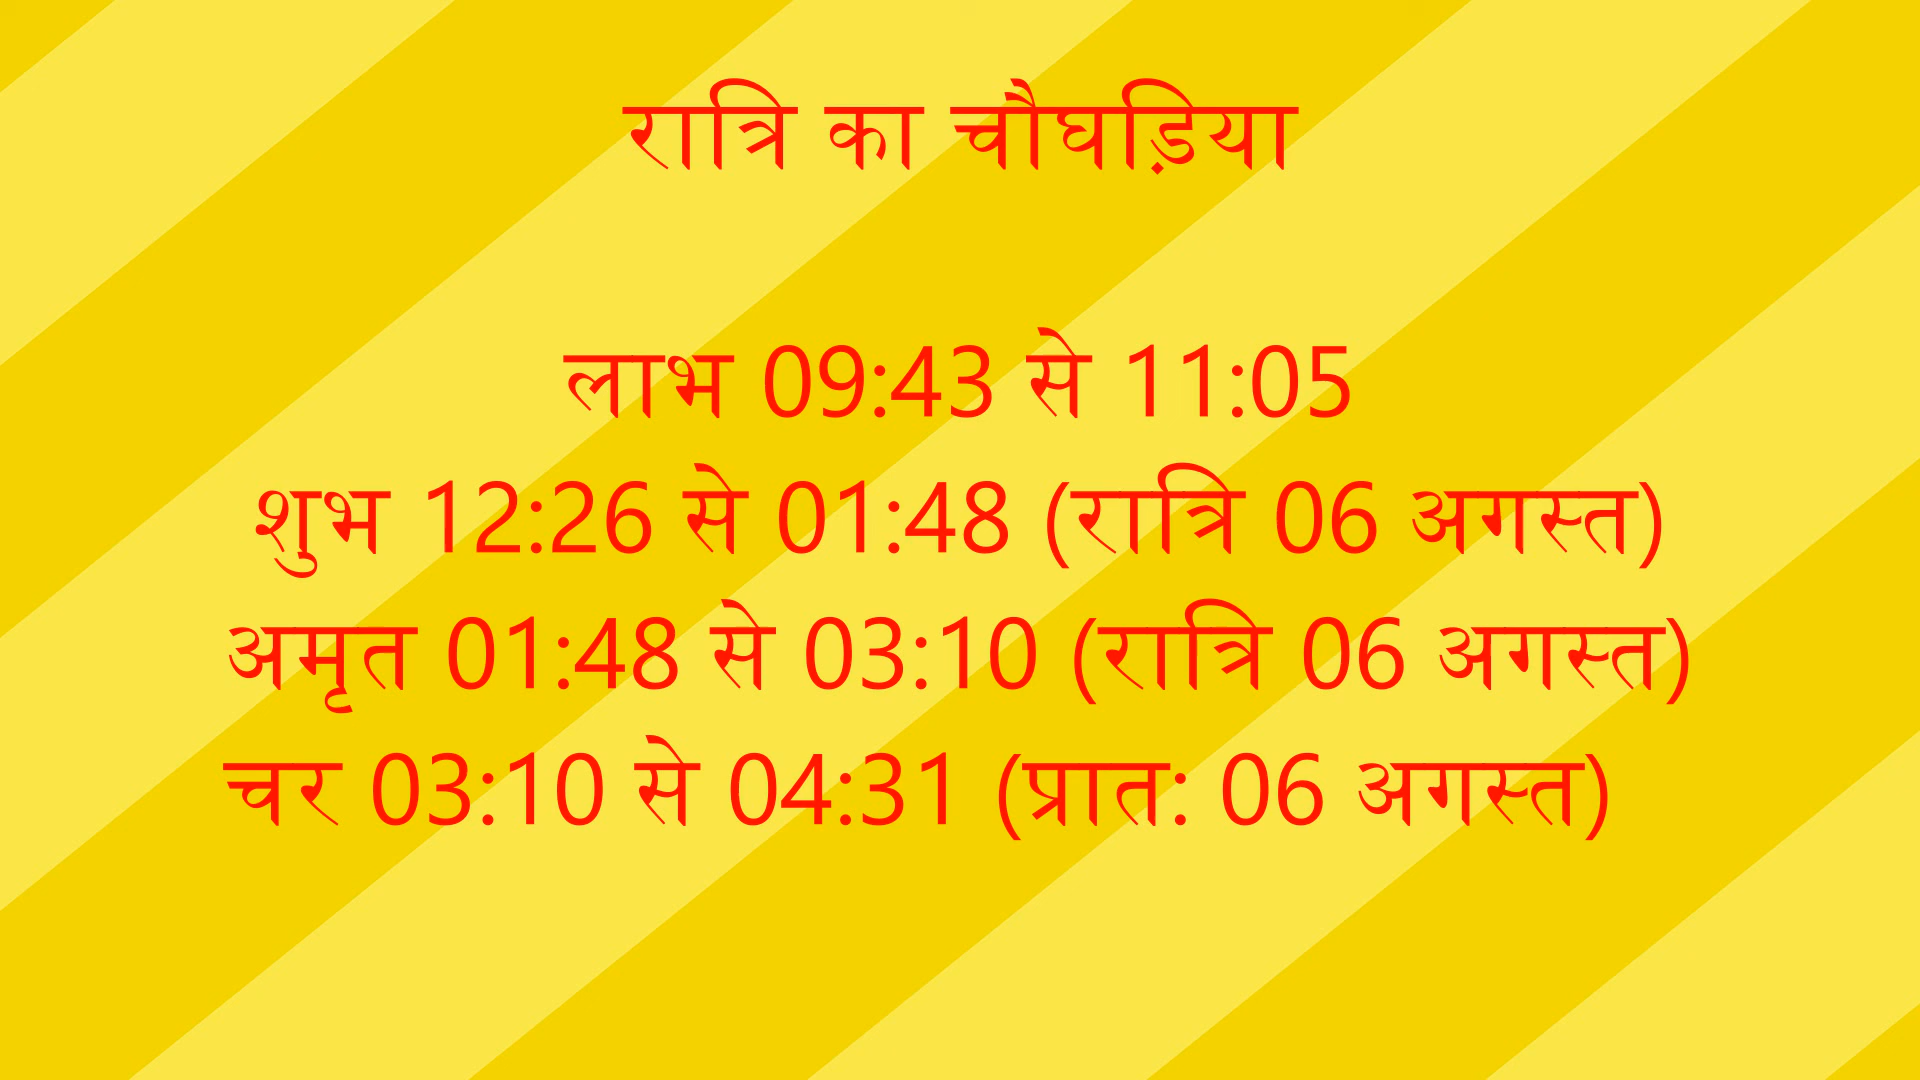 रात्रि का चौघड़िया
लाभ 09:43 से 11:05
शुभ 12:26 से 01:48 (रात्रि 06 अगस्त)
अमृत 01:48 से 03:10 (रात्रि 06 अगस्त)
चर 03:10 से 04:31 (प्रात: 06 अगस्त)